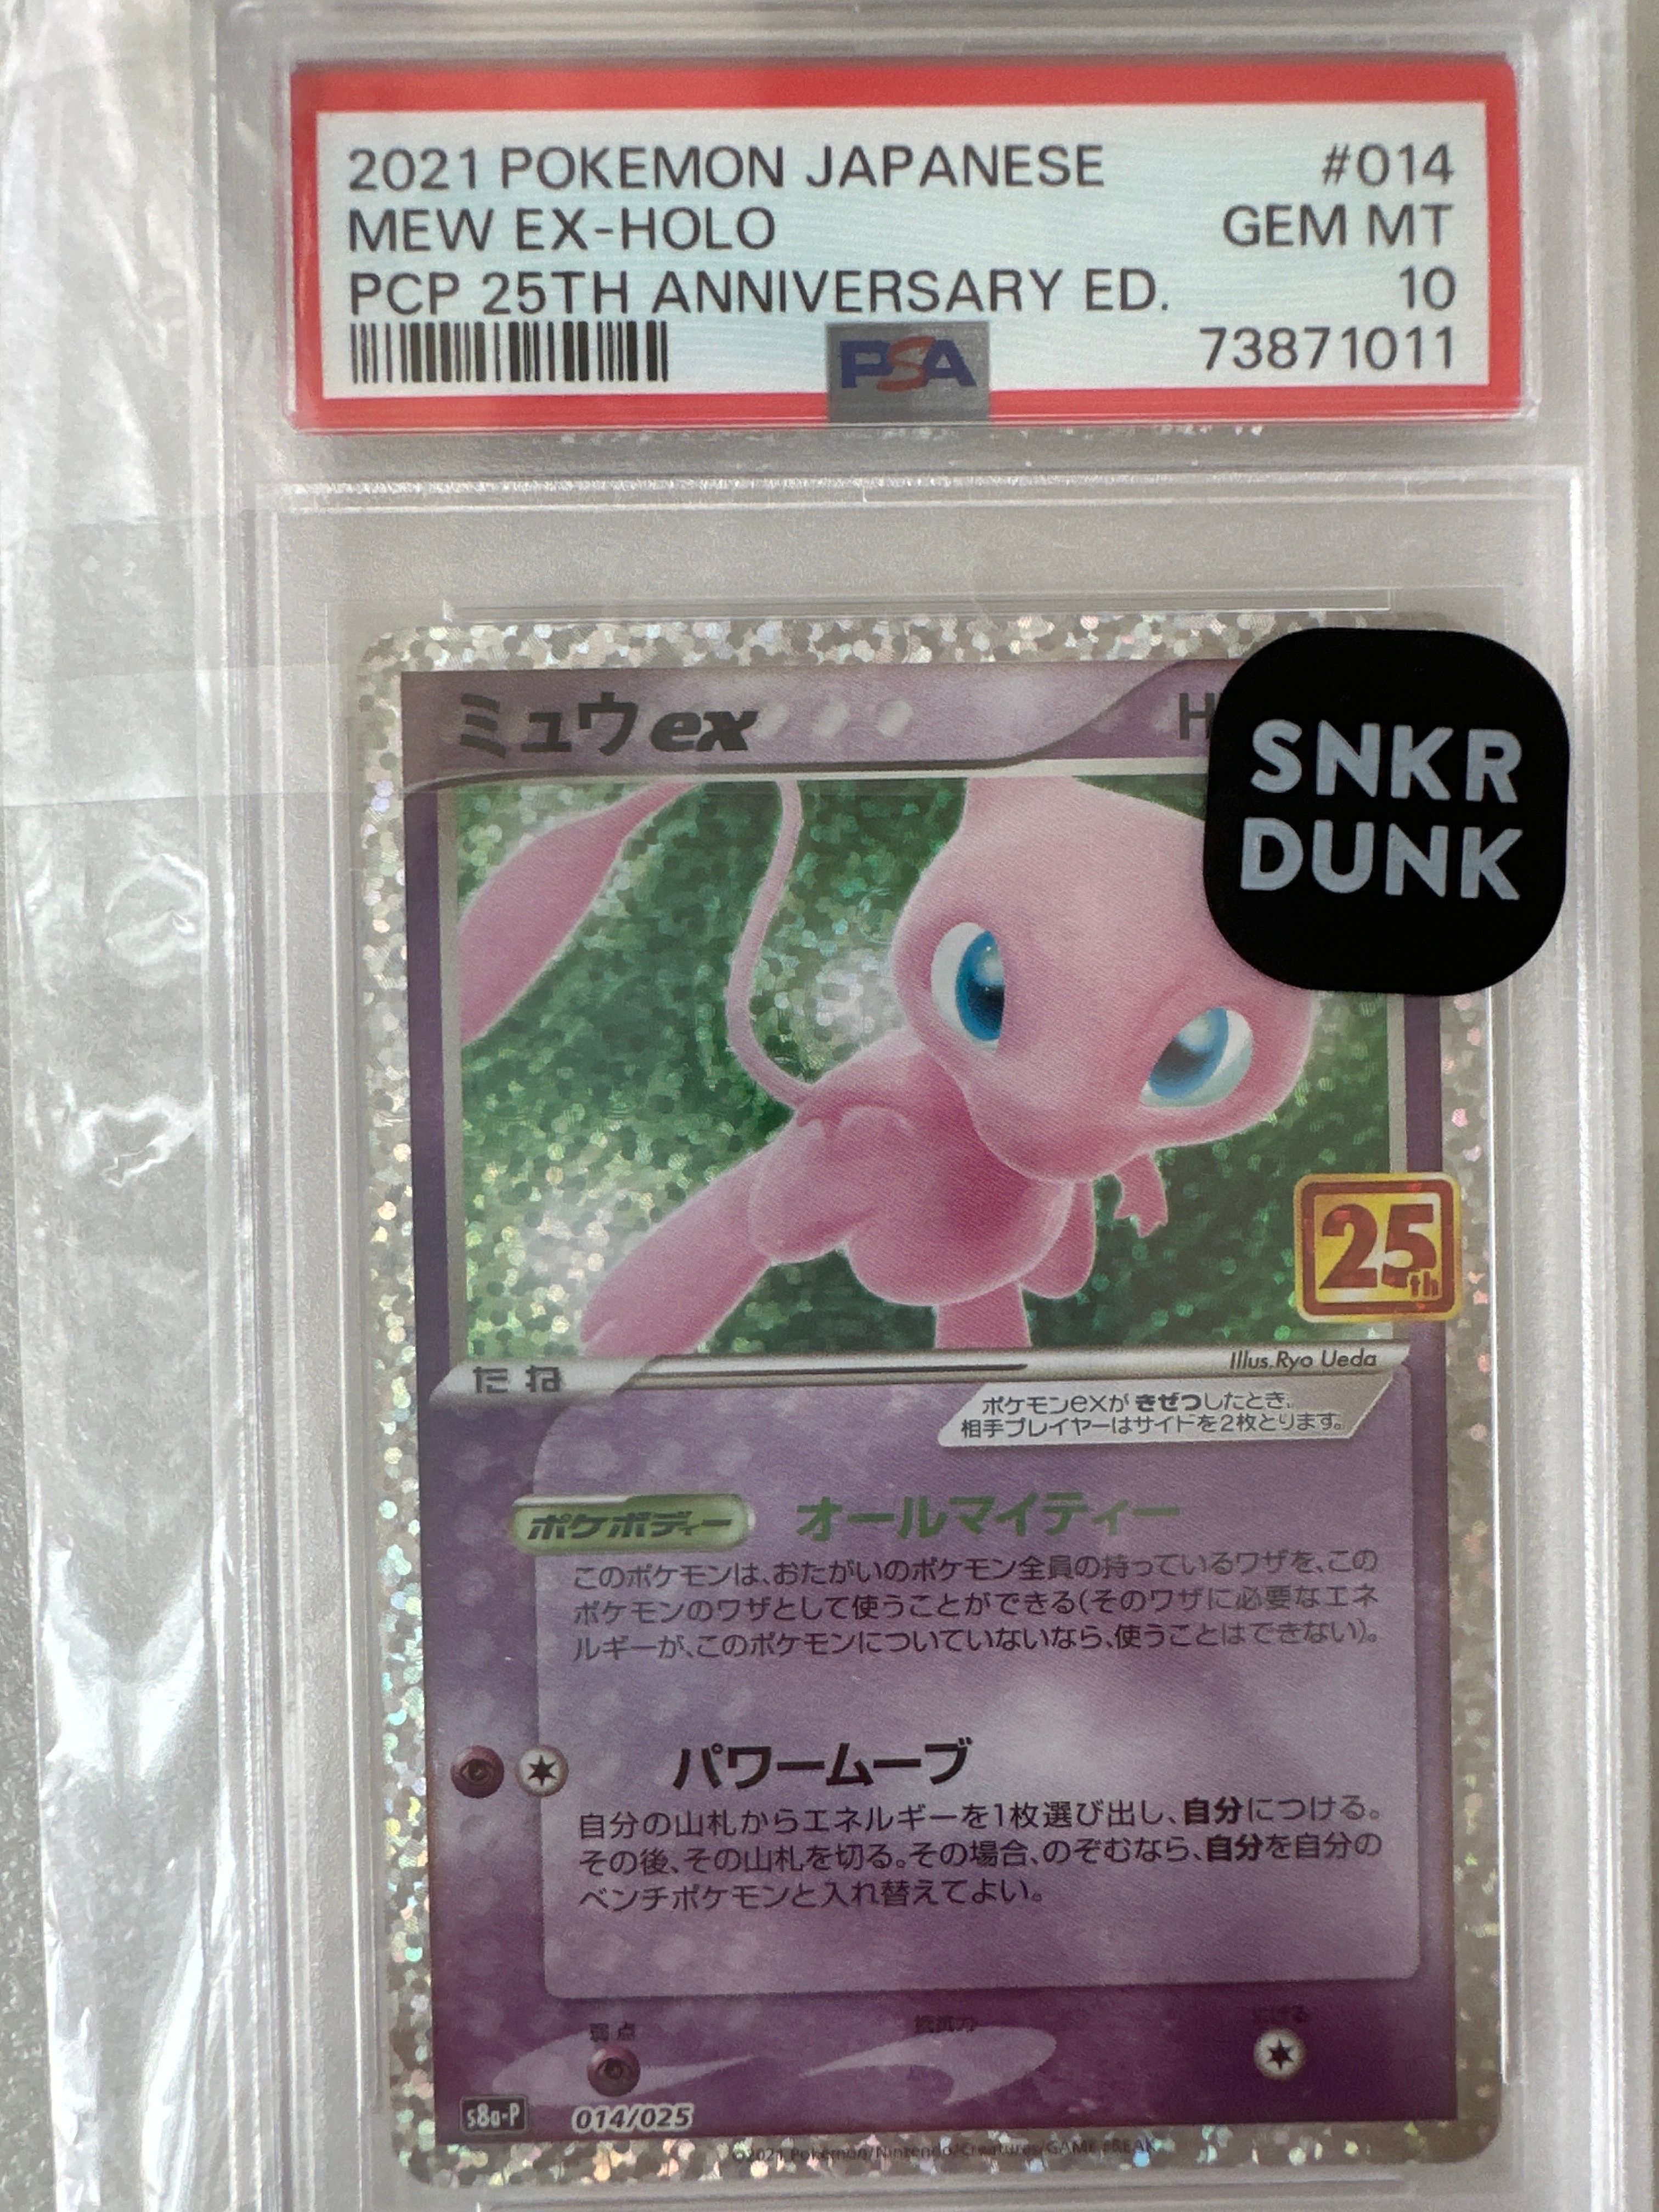 2021 POKEMON JAPANESE #014
MEW EX-HOLO GEM MT
PCP 25TH ANNIVERSARY ED. 10
PSA 73871011
ミュウex
SNKR
DUNK
25th
たね
Illus.Ryo Ueda
ポケモンexが きぜつしたとき、
相手プレイヤーはサイドを2枚とります。
ポケボディー オールマイティー
このポケモンは、おたがいのポケモン全員の持っているワザを、この
ポケモンのワザとして使うことができる(そのワザに必要なエネ
ルギーが、このポケモンについていないなら、使うことはできない)。
パワームーブ
自分の山札からエネルギーを1枚選び出し、自分につける。
その後、その山札を切る。その場合、のぞむなら、自分を自分の
ベンチポケモンと入れ替えてよい。
弱点 抵抗力 にげる
s8a-P 014/025
©2021 Pokémon/Nintendo/Creatures/GAME FREAK